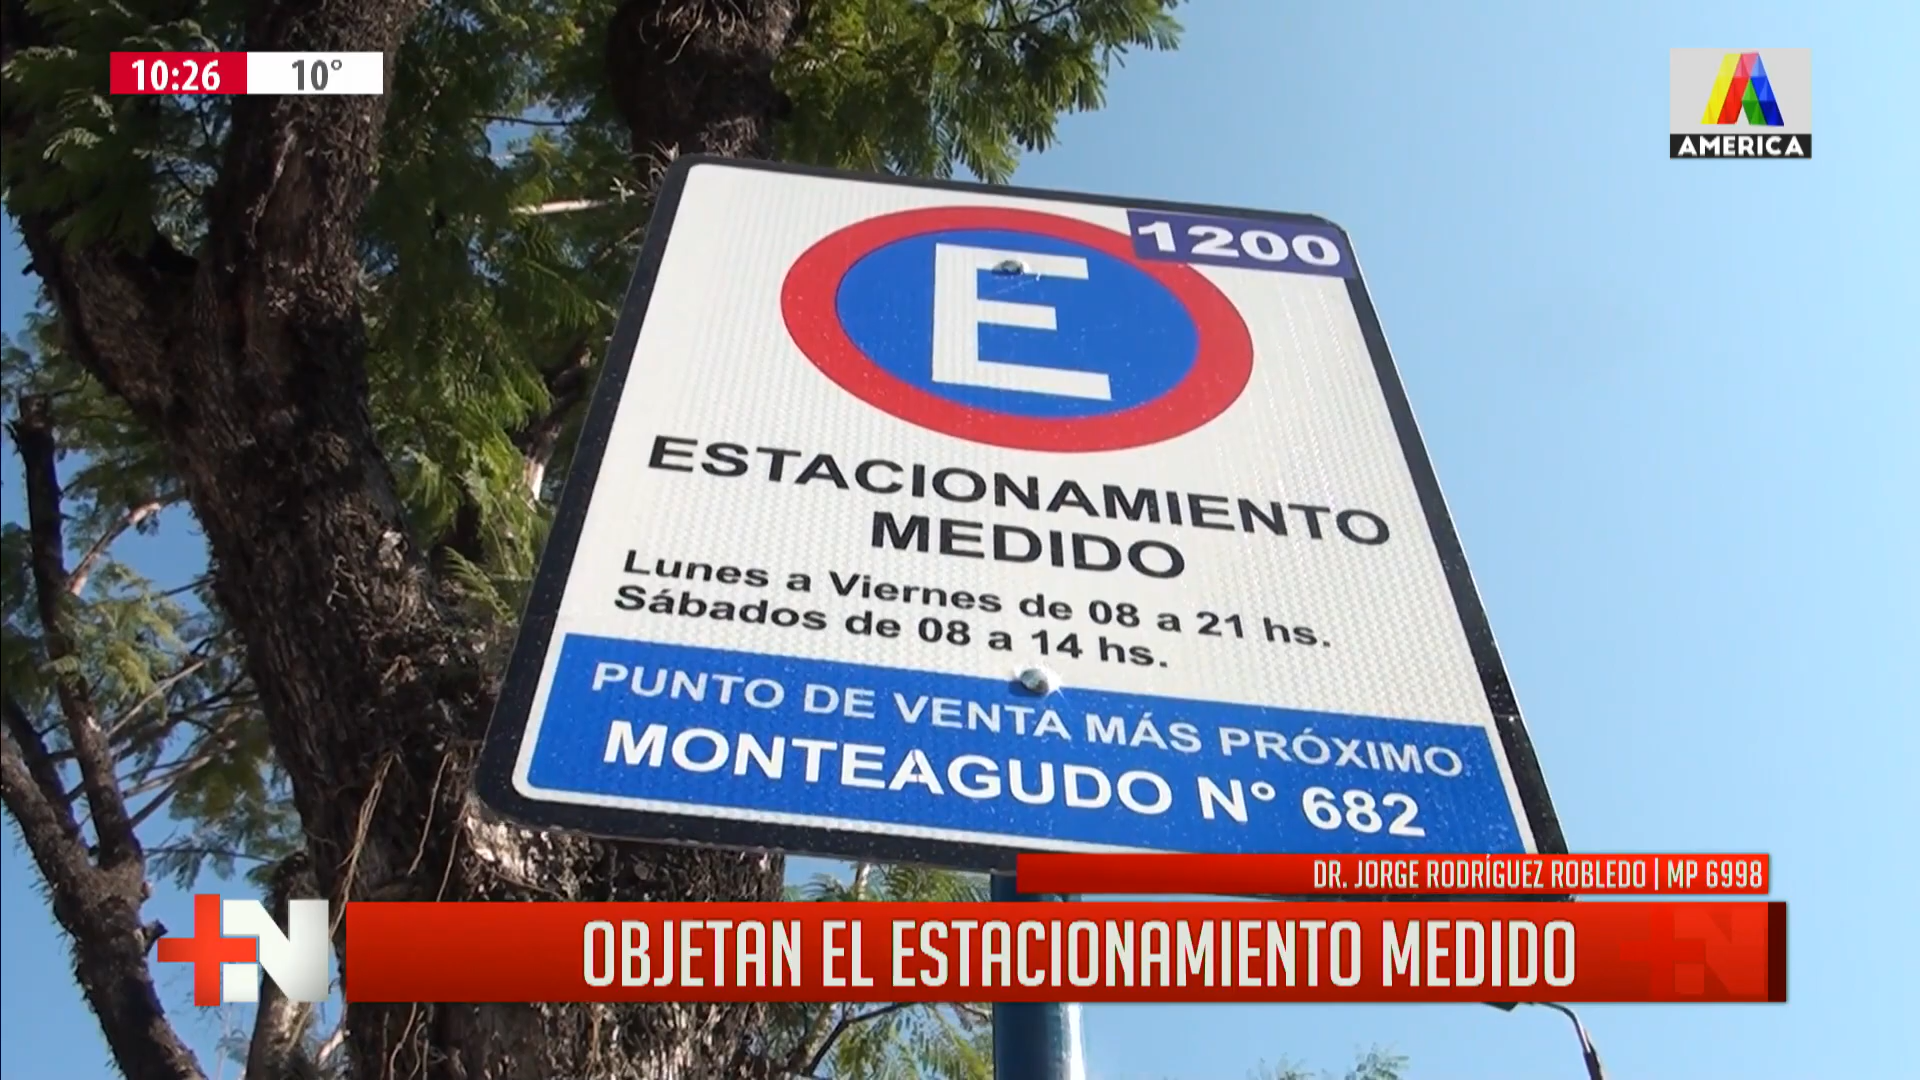 10:26 10°
AMERICA
1200
E
ESTACIONAMIENTO
MEDIDO
Lunes a Viernes de 08 a 21 hs.
Sábados de 08 a 14 hs.
PUNTO DE VENTA MÁS PRÓXIMO
MONTEAGUDO N° 682
DR. JORGE RODRÍGUEZ ROBLEDO | MP 6998
+N
OBJETAN EL ESTACIONAMIENTO MEDIDO